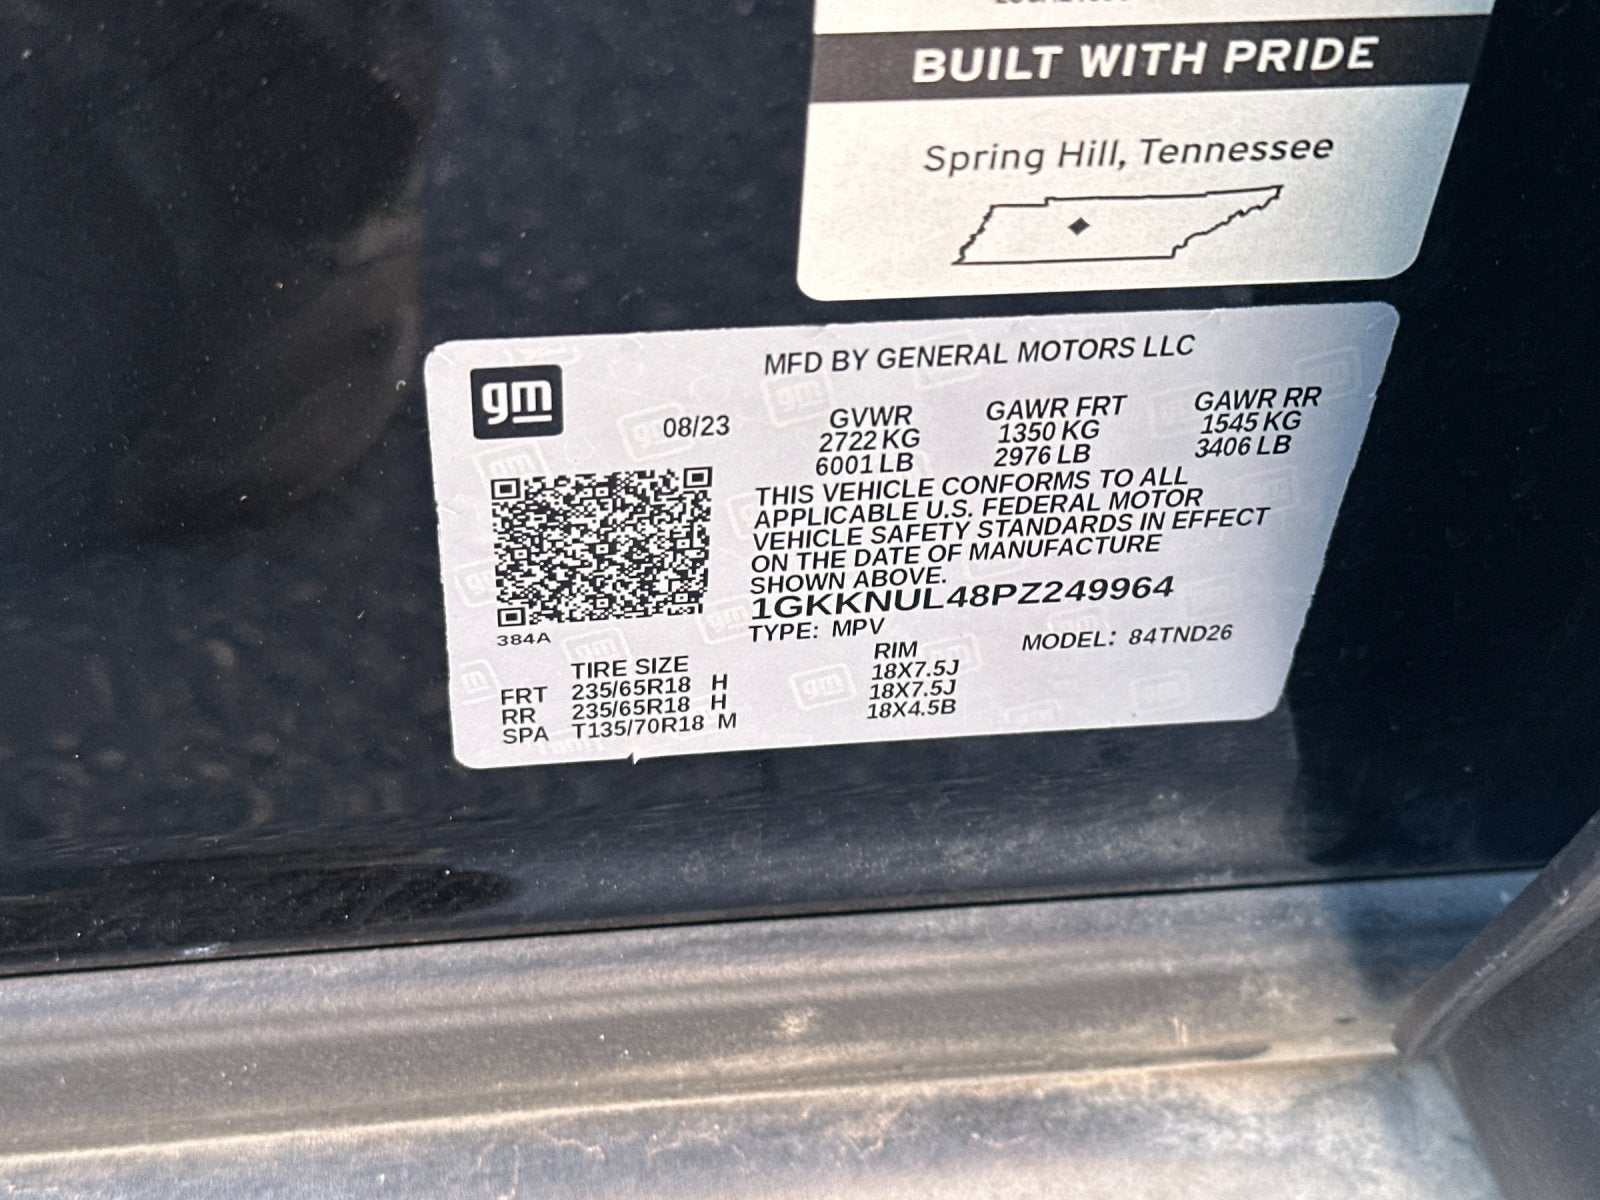 BUILT WITH PRIDE
Spring Hill, Tennessee
gm
MFD BY GENERAL MOTORS LLC
08/23 GVWR GAWR FRT GAWR RR
2722 KG 1350 KG 1545 KG
6001 LB 2976 LB 3406 LB
THIS VEHICLE CONFORMS TO ALL
APPLICABLE U.S. FEDERAL MOTOR
VEHICLE SAFETY STANDARDS IN EFFECT
ON THE DATE OF MANUFACTURE
SHOWN ABOVE.
1GKKNUL48PZ249964
384A
TYPE: MPV MODEL: 84TND26
TIRE SIZE RIM
FRT 235/65R18 H 18X7.5J
RR 235/65R18 H 18X7.5J
SPA T135/70R18 M 18X4.5B